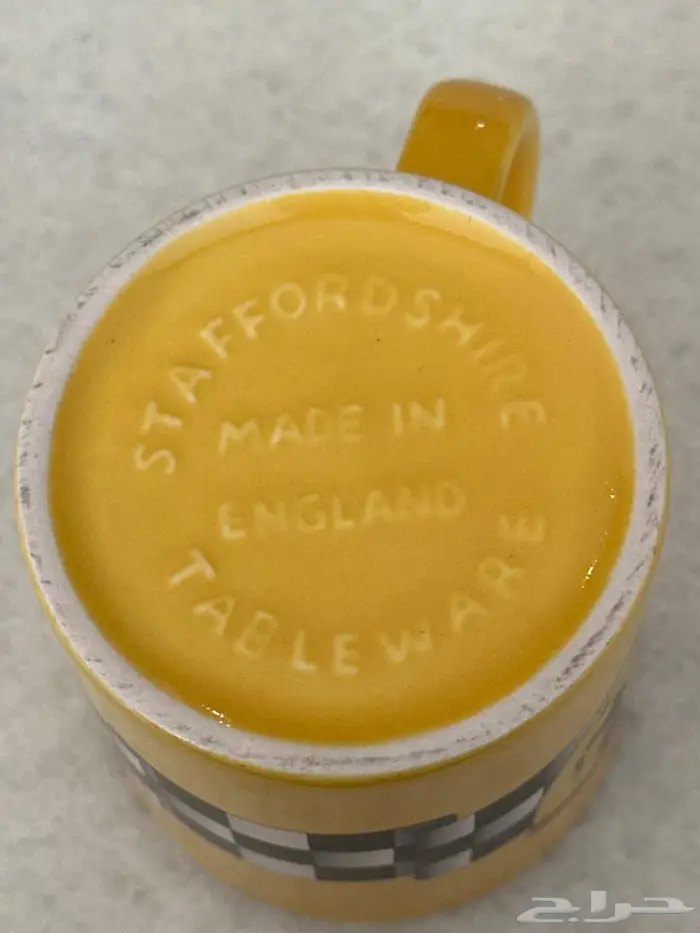 STAFFORDSHIRE
MADE IN
ENGLAND
TABLEWARE
حراج